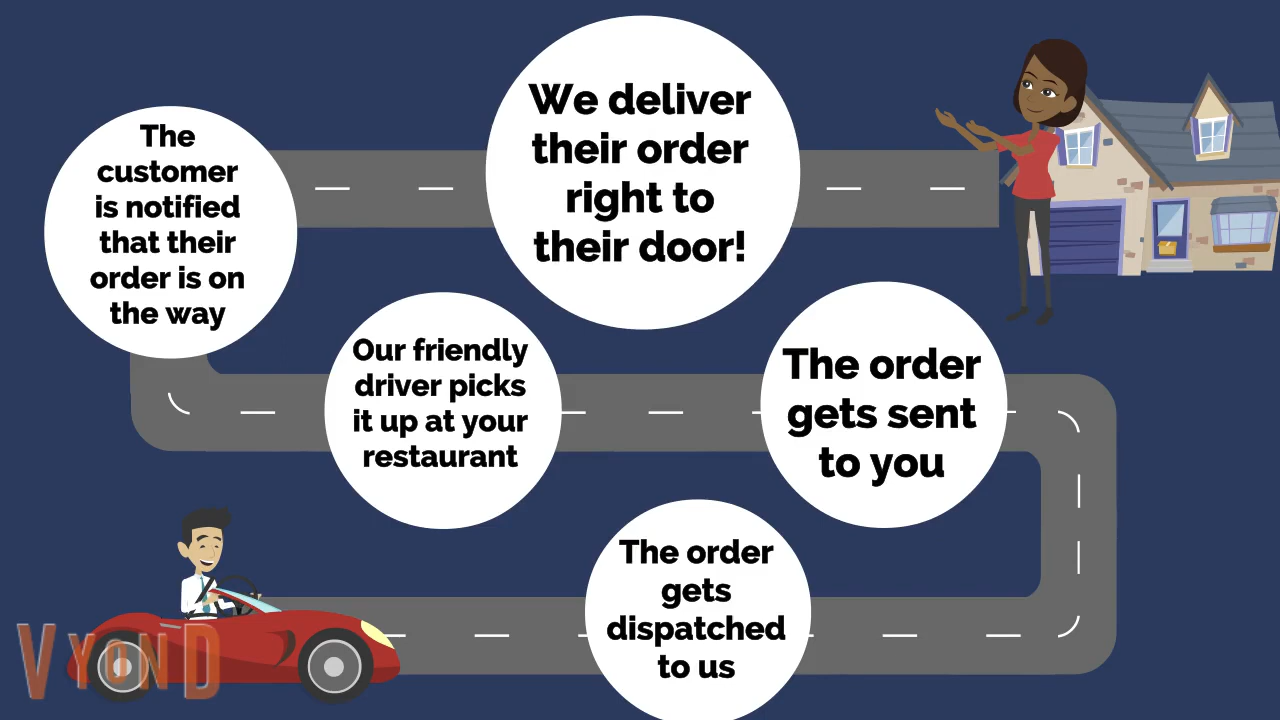 We deliver
their order
right to
their door!
The
customer
is notified
that their
order is on
the way
Our friendly
driver picks
it up at your
restaurant
The order
gets sent
to you
The order
gets
dispatched
to us
VYOND